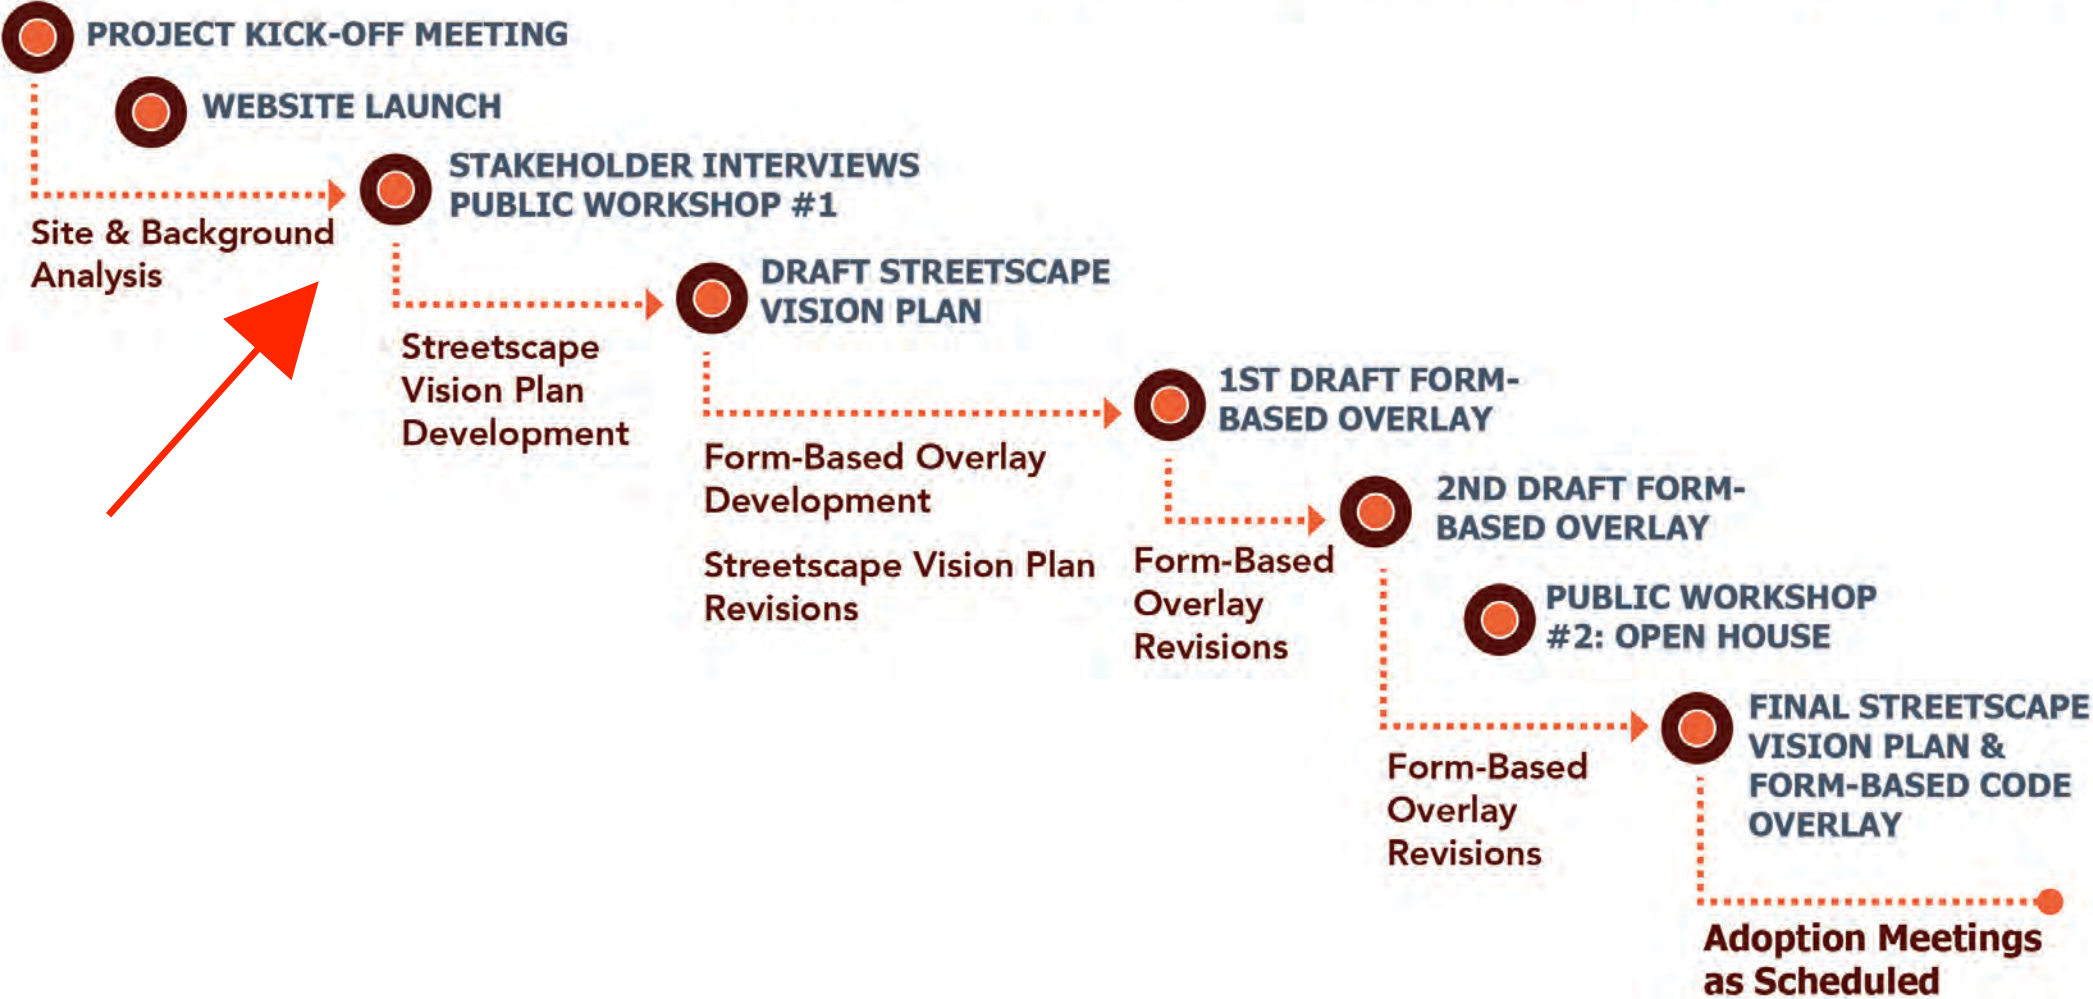 PROJECT KICK-OFF MEETING
WEBSITE LAUNCH
STAKEHOLDER INTERVIEWS
PUBLIC WORKSHOP #1
Site & Background
Analysis
DRAFT STREETSCAPE
VISION PLAN
Streetscape
Vision Plan
Development
1ST DRAFT FORM-
BASED OVERLAY
Form-Based Overlay
Development
Streetscape Vision Plan
Revisions
2ND DRAFT FORM-
BASED OVERLAY
Form-Based
Overlay
Revisions
PUBLIC WORKSHOP
#2: OPEN HOUSE
FINAL STREETSCAPE
VISION PLAN &
FORM-BASED CODE
OVERLAY
Form-Based
Overlay
Revisions
Adoption Meetings
as Scheduled